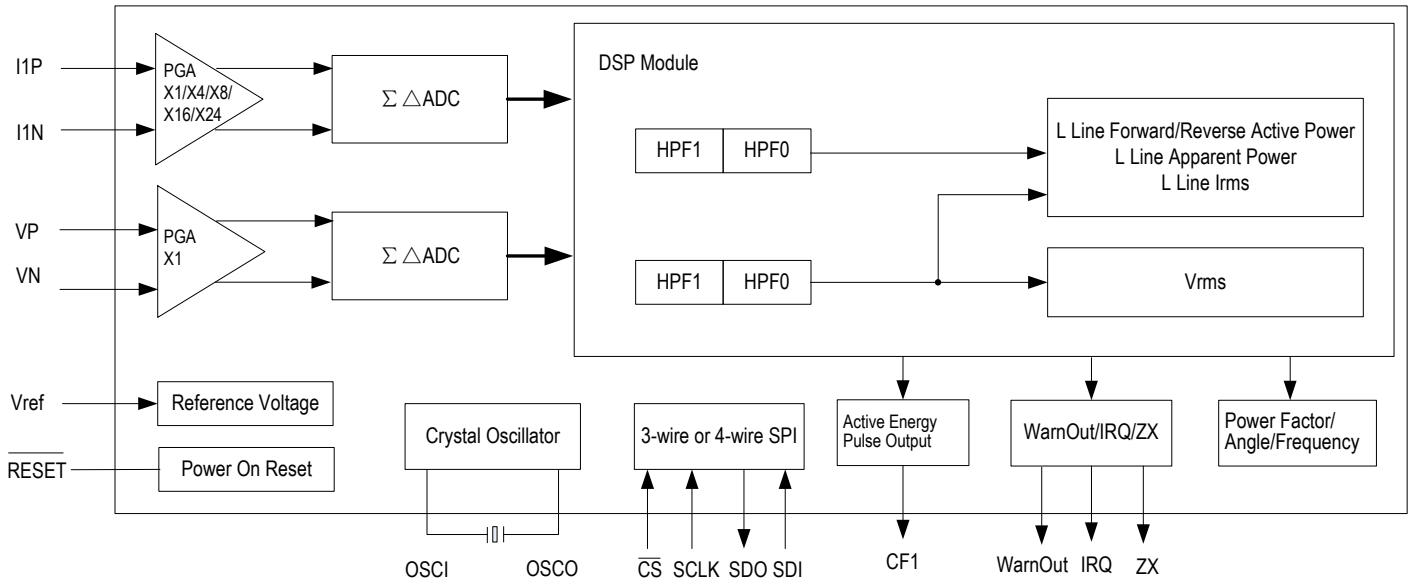 DSP Module
I1P
PGA
X1/X4/X8/
X16/X24
Σ △ADC
I1N
HPF1 HPF0
L Line Forward/Reverse Active Power
L Line Apparent Power
L Line Irms
VP
PGA
X1
Σ △ADC
VN
HPF1 HPF0
Vrms
Vref
Reference Voltage
Crystal Oscillator
3-wire or 4-wire SPI
Active Energy
Pulse Output
WarnOut/IRQ/ZX
Power Factor/
Angle/Frequency
RESET
Power On Reset
OSCI OSCO CS SCLK SDO SDI CF1 WarnOut IRQ ZX